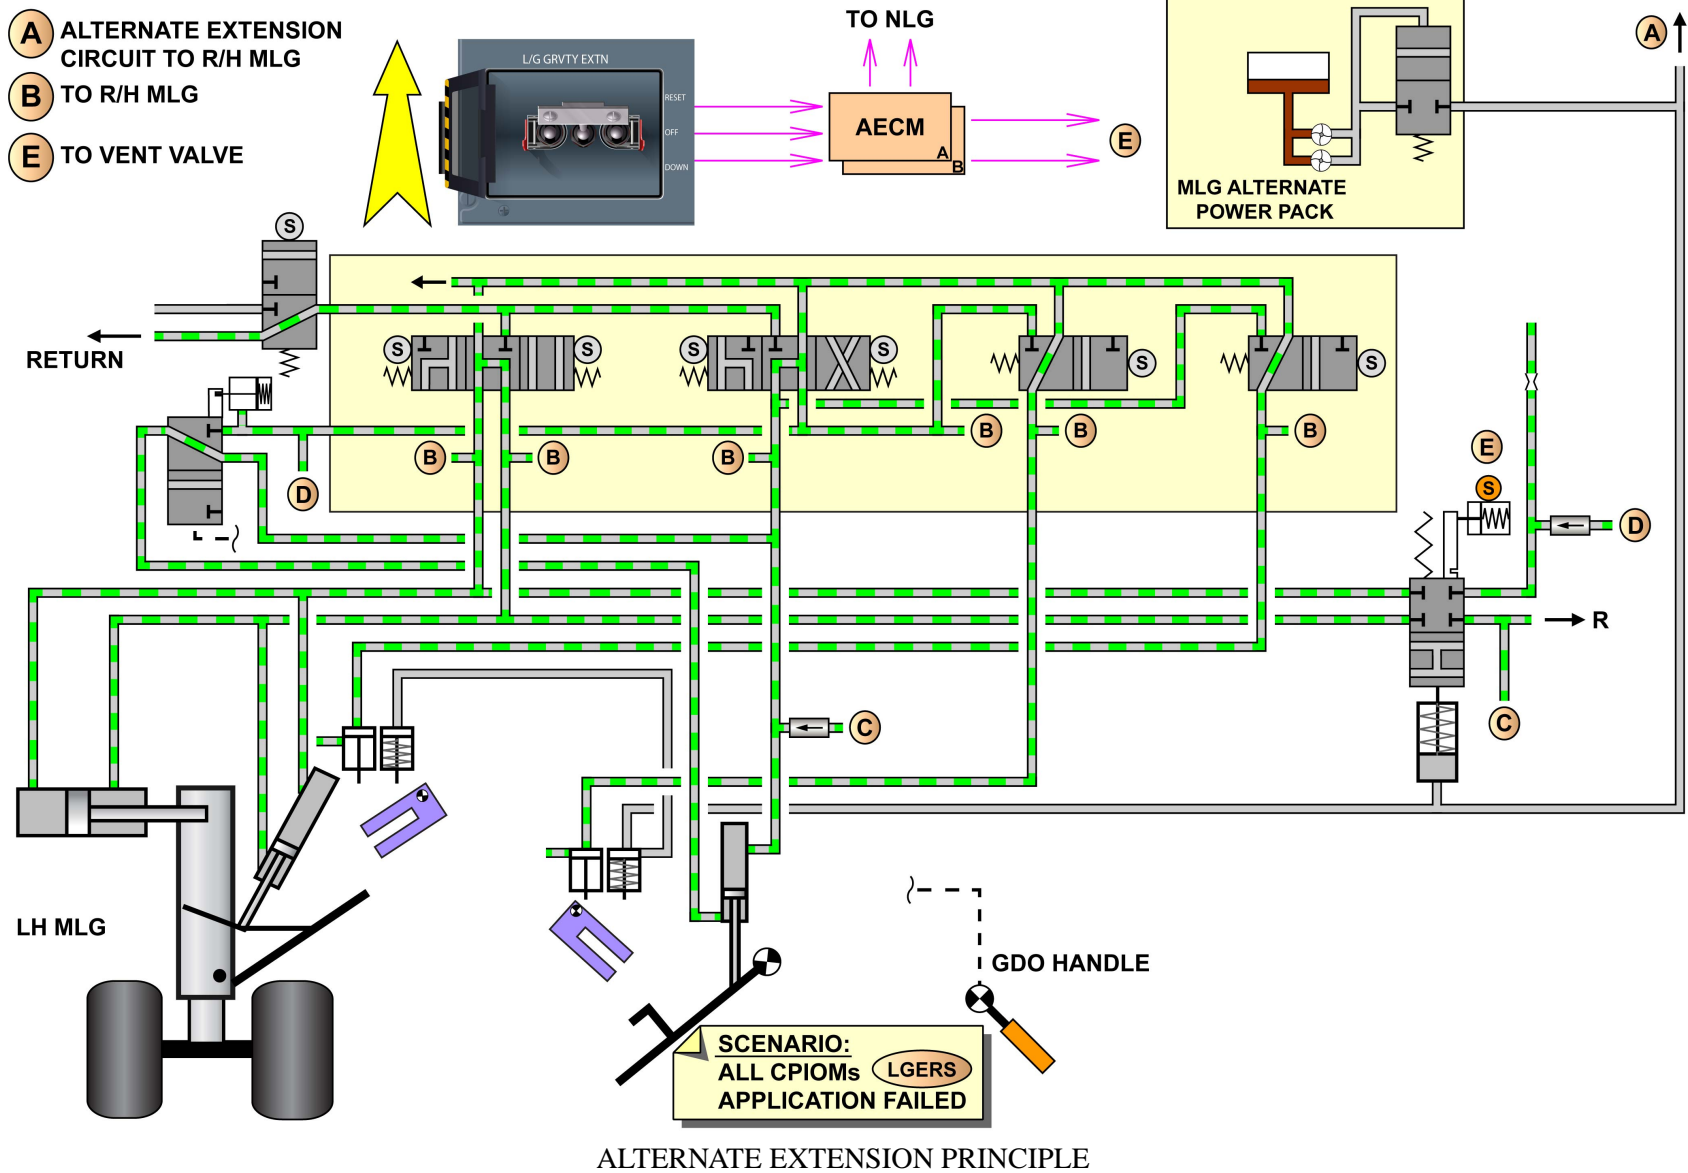 A ALTERNATE EXTENSION
CIRCUIT TO R/H MLG
B TO R/H MLG
E TO VENT VALVE
L/G GRVTY EXTN
RESET
OFF
DOWN
TO NLG
AECM
A
B
E
MLG ALTERNATE
POWER PACK
A
S
RETURN
S
S
S
S
S
S
B
B
B
B
B
B
D
E
S
D
R
C
C
LH MLG
GDO HANDLE
SCENARIO:
ALL CPIOMs LGERS
APPLICATION FAILED
ALTERNATE EXTENSION PRINCIPLE